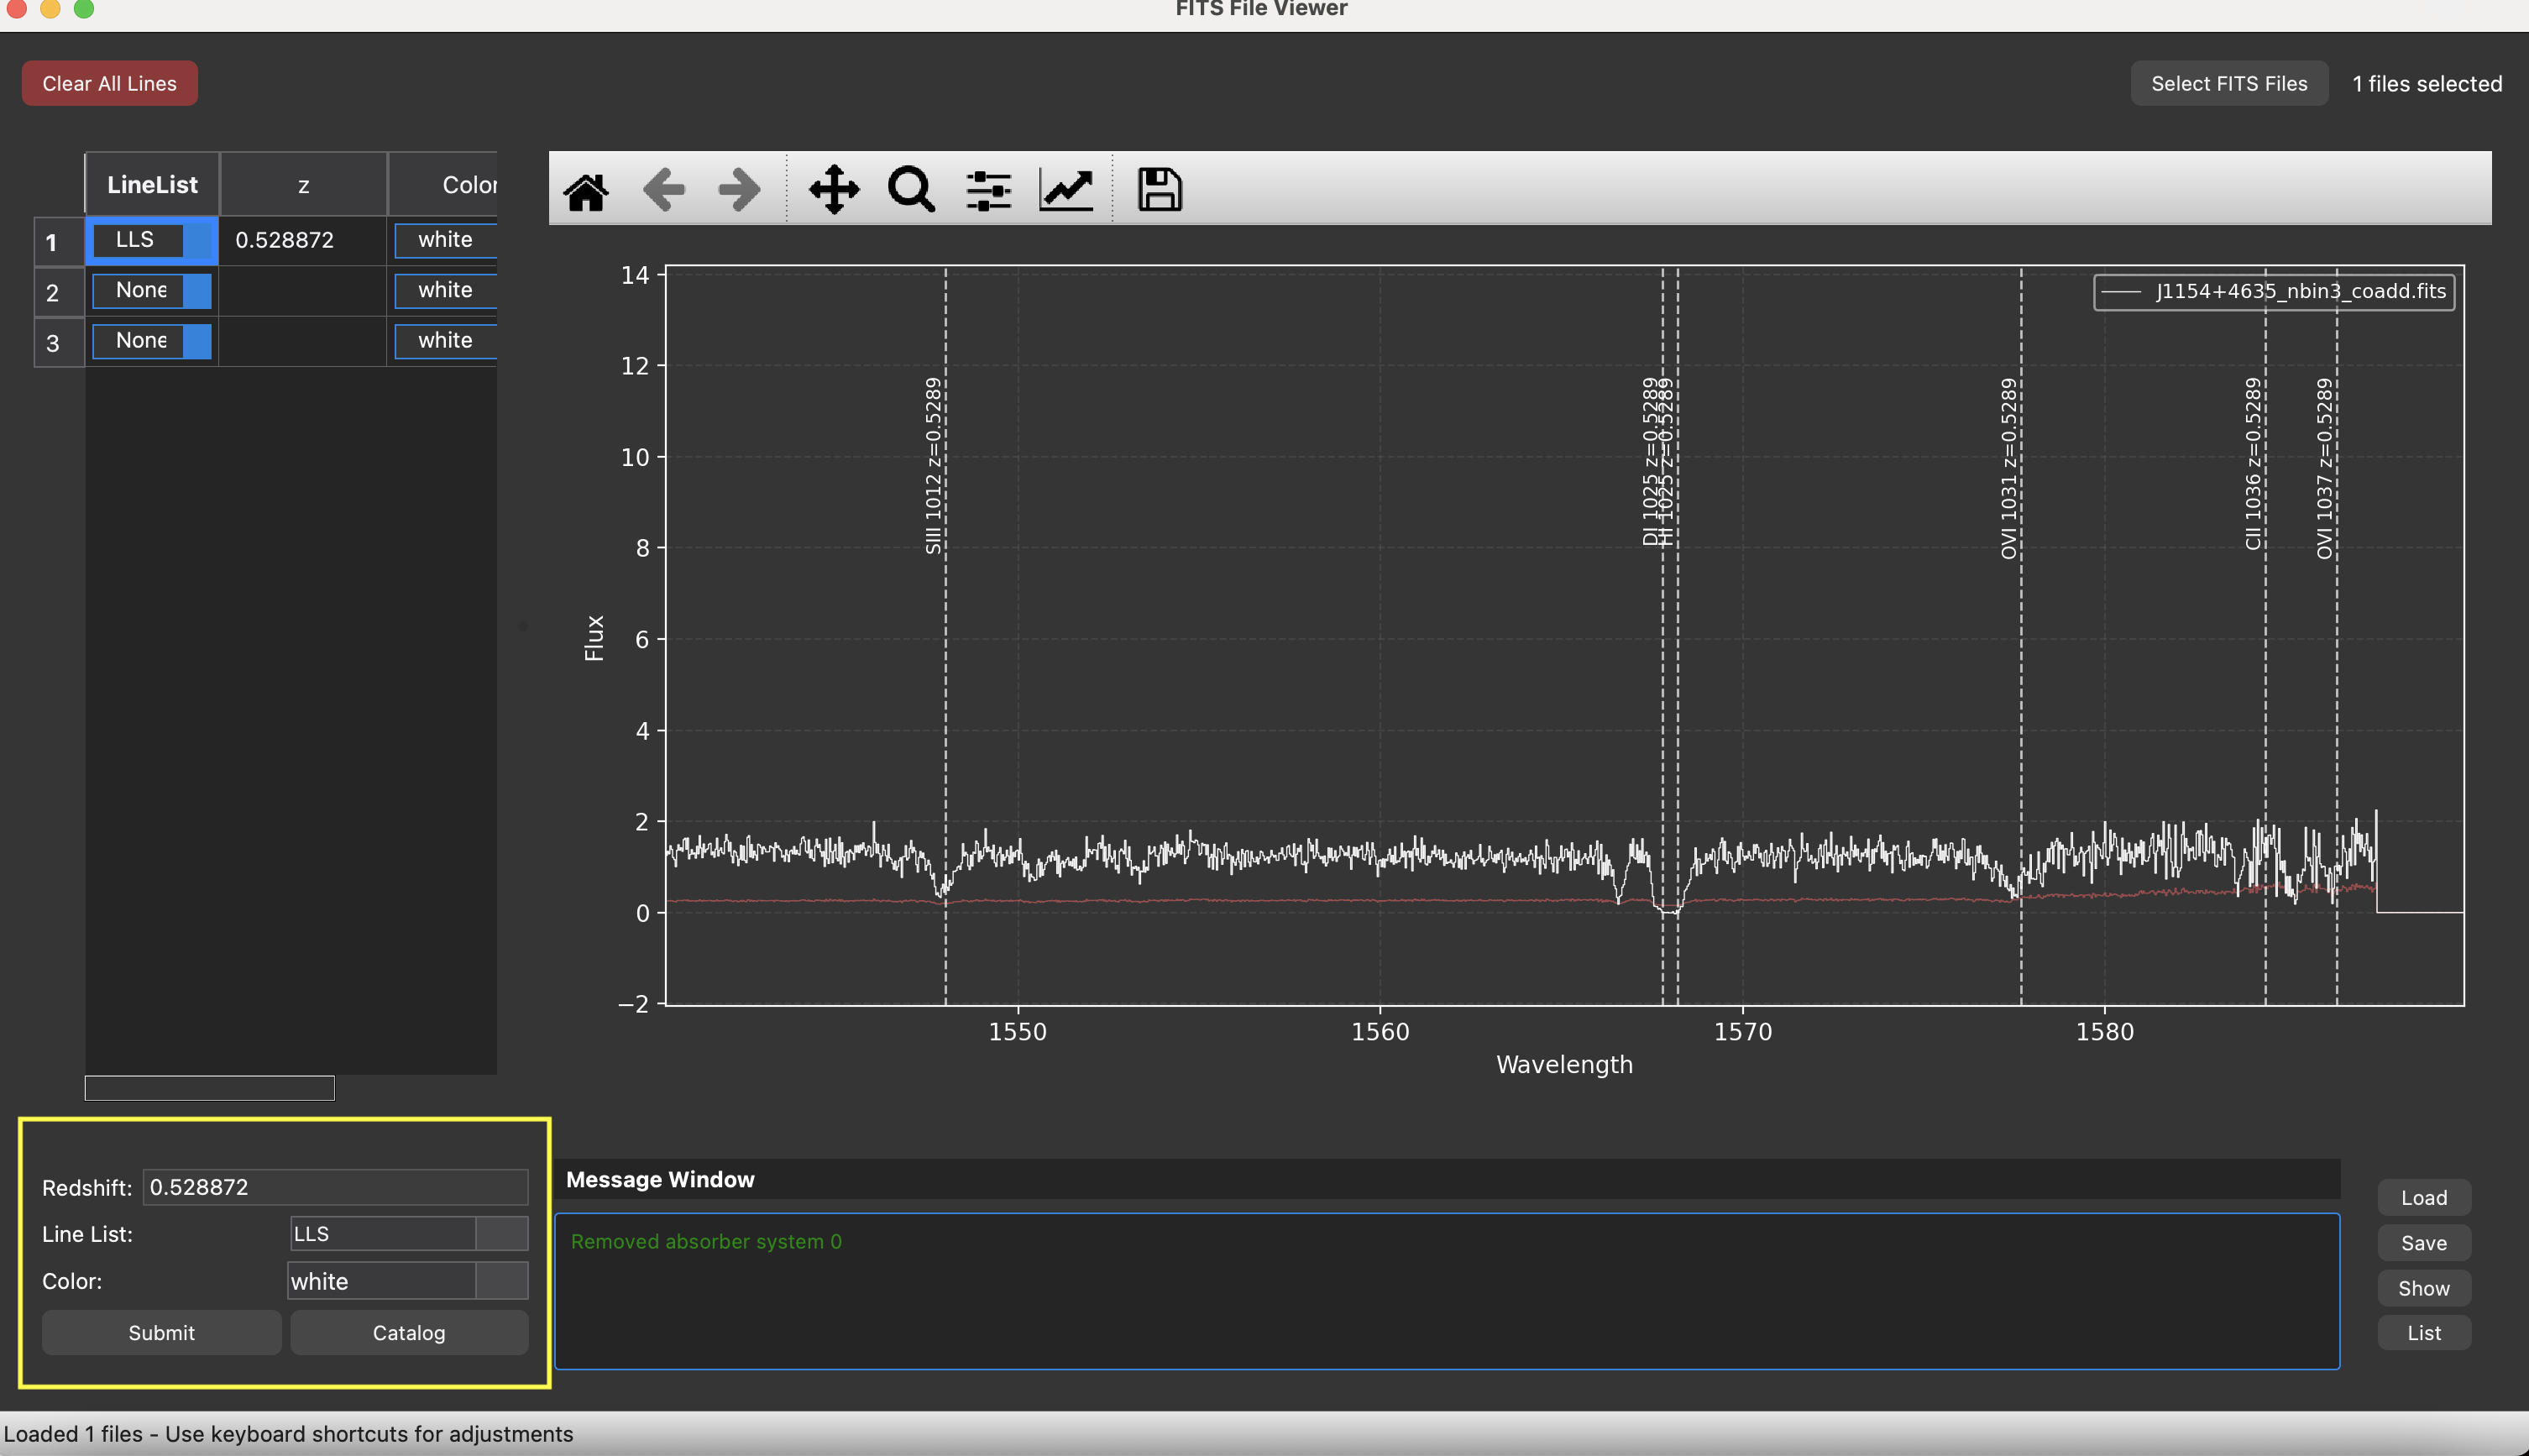 FITS File Viewer
Clear All Lines
Select FITS Files 1 files selected
LineList z Color
1 LLS 0.528872 white
2 None white
3 None white
J1154+4635_nbin3_coadd.fits
14
12
10
8
6
4
2
0
−2
Flux
SIII 1012 z=0.5289
DI 1025 z=0.5289
HI 1025 z=0.5289
OVI 1031 z=0.5289
CII 1036 z=0.5289
OVI 1037 z=0.5289
1550 1560 1570 1580
Wavelength
Redshift: 0.528872
Line List: LLS
Color: white
Submit Catalog
Message Window
Removed absorber system 0
Load
Save
Show
List
Loaded 1 files - Use keyboard shortcuts for adjustments